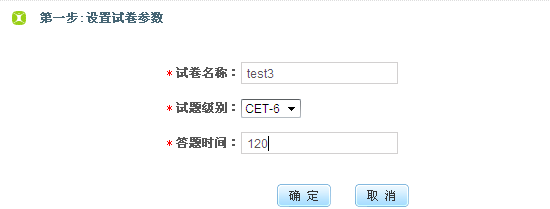 第一步:设置试卷参数
*试卷名称： test3
*试题级别： CET-6
*答题时间： 120
确 定 取 消